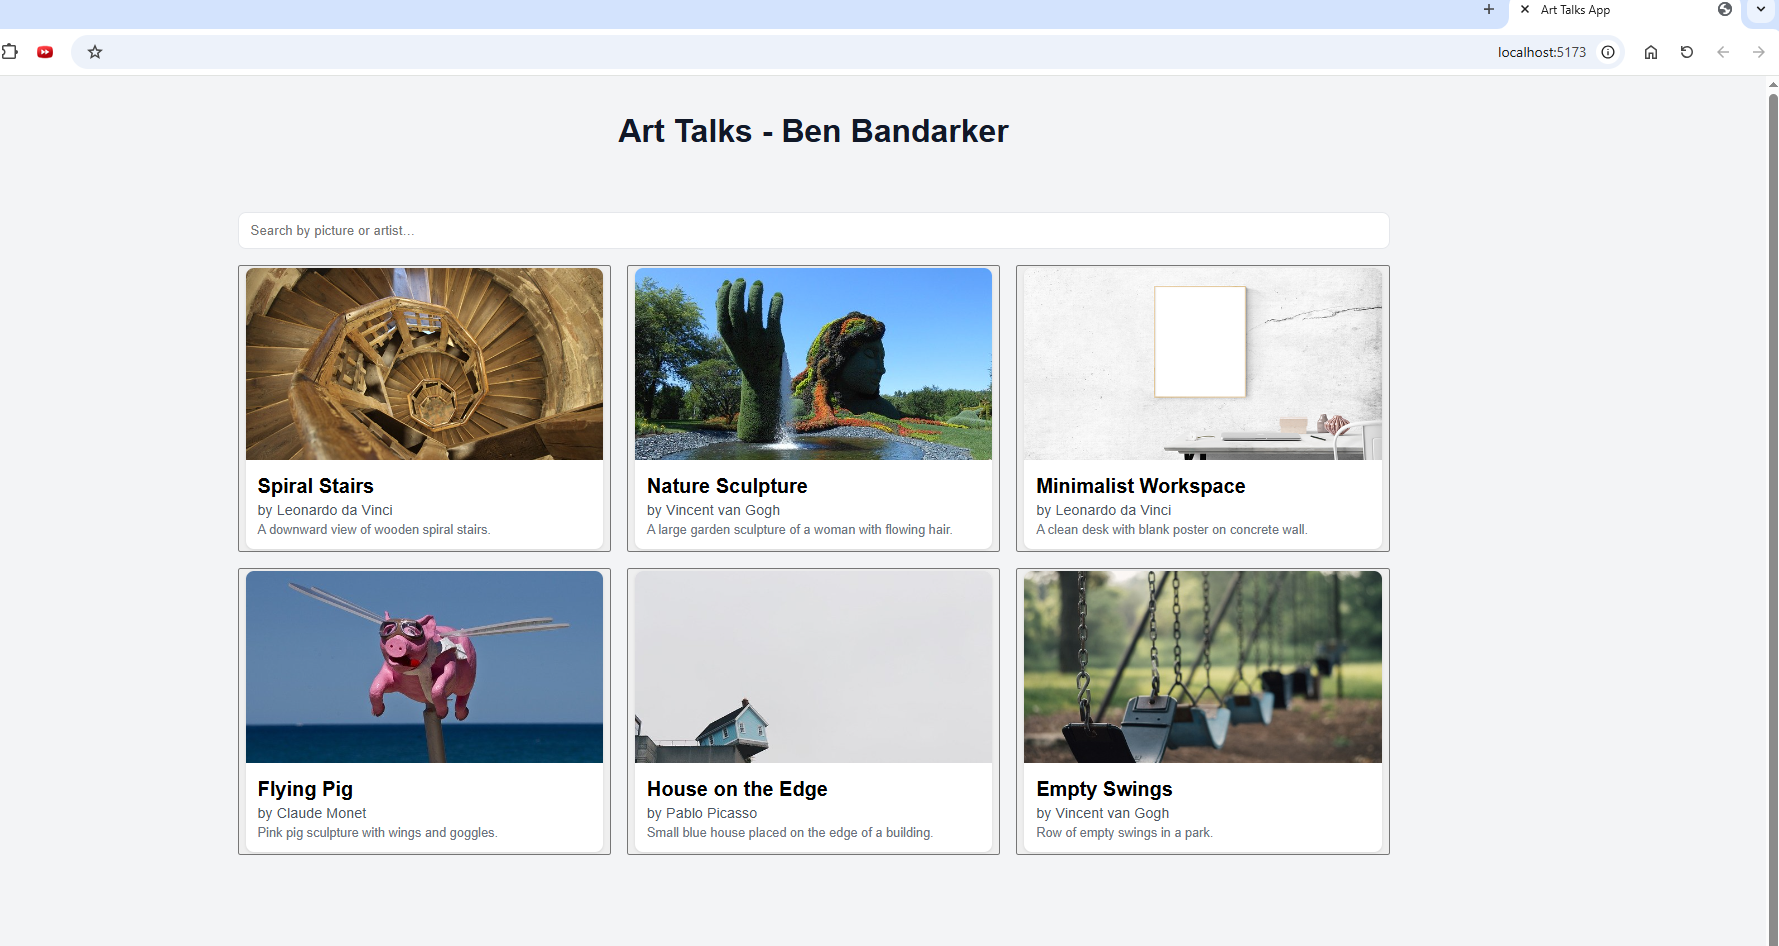 Art Talks App
localhost:5173
Art Talks - Ben Bandarker
Search by picture or artist...
Spiral Stairs
by Leonardo da Vinci
A downward view of wooden spiral stairs.
Nature Sculpture
by Vincent van Gogh
A large garden sculpture of a woman with flowing hair.
Minimalist Workspace
by Leonardo da Vinci
A clean desk with blank poster on concrete wall.
Flying Pig
by Claude Monet
Pink pig sculpture with wings and goggles.
House on the Edge
by Pablo Picasso
Small blue house placed on the edge of a building.
Empty Swings
by Vincent van Gogh
Row of empty swings in a park.